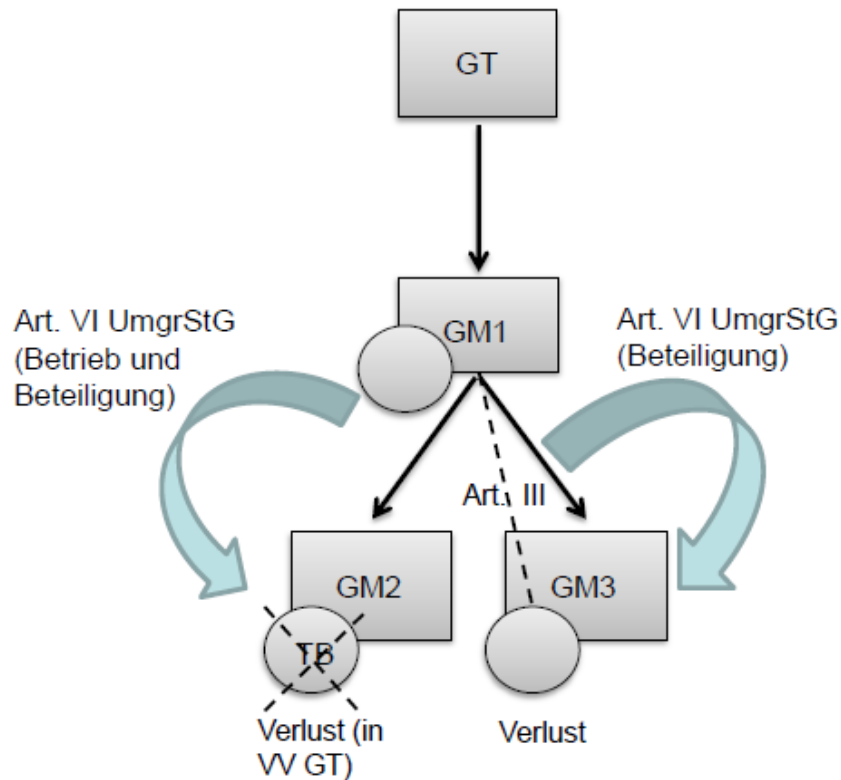 GT
Art. VI UmgrStG
(Betrieb und
Beteiligung)
GM1
Art. VI UmgrStG
(Beteiligung)
Art. III
GM2
GM3
TB
Verlust (in
VV GT)
Verlust